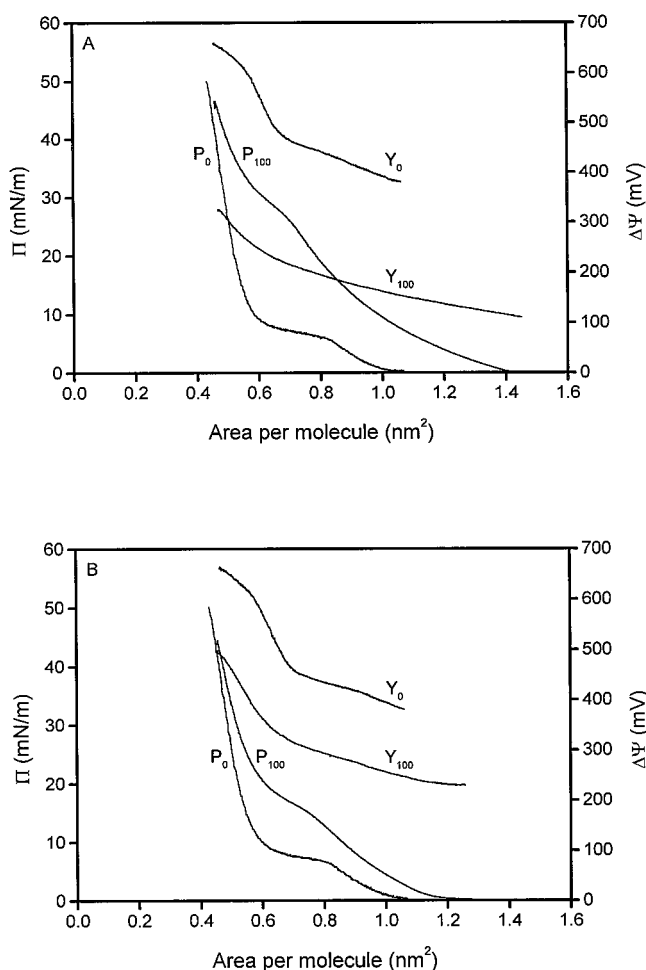 A
60
50
40
30
20
10
0
Π (mN/m)
700
600
500
400
300
200
100
0
ΔΨ (mV)
P₀
P₁₀₀
Y₀
Y₁₀₀
0.0 0.2 0.4 0.6 0.8 1.0 1.2 1.4 1.6
Area per molecule (nm²)
B
60
50
40
30
20
10
0
Π (mN/m)
700
600
500
400
300
200
100
0
ΔΨ (mV)
Y₀
P₀
P₁₀₀
Y₁₀₀
0.0 0.2 0.4 0.6 0.8 1.0 1.2 1.4 1.6
Area per molecule (nm²)